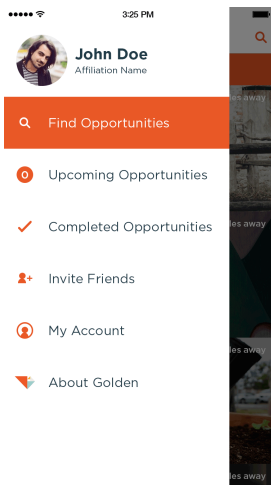 3:25 PM
John Doe
Affiliation Name
Find Opportunities
0
Upcoming Opportunities
Completed Opportunities
Invite Friends
My Account
About Golden
away
les away
les away
les away